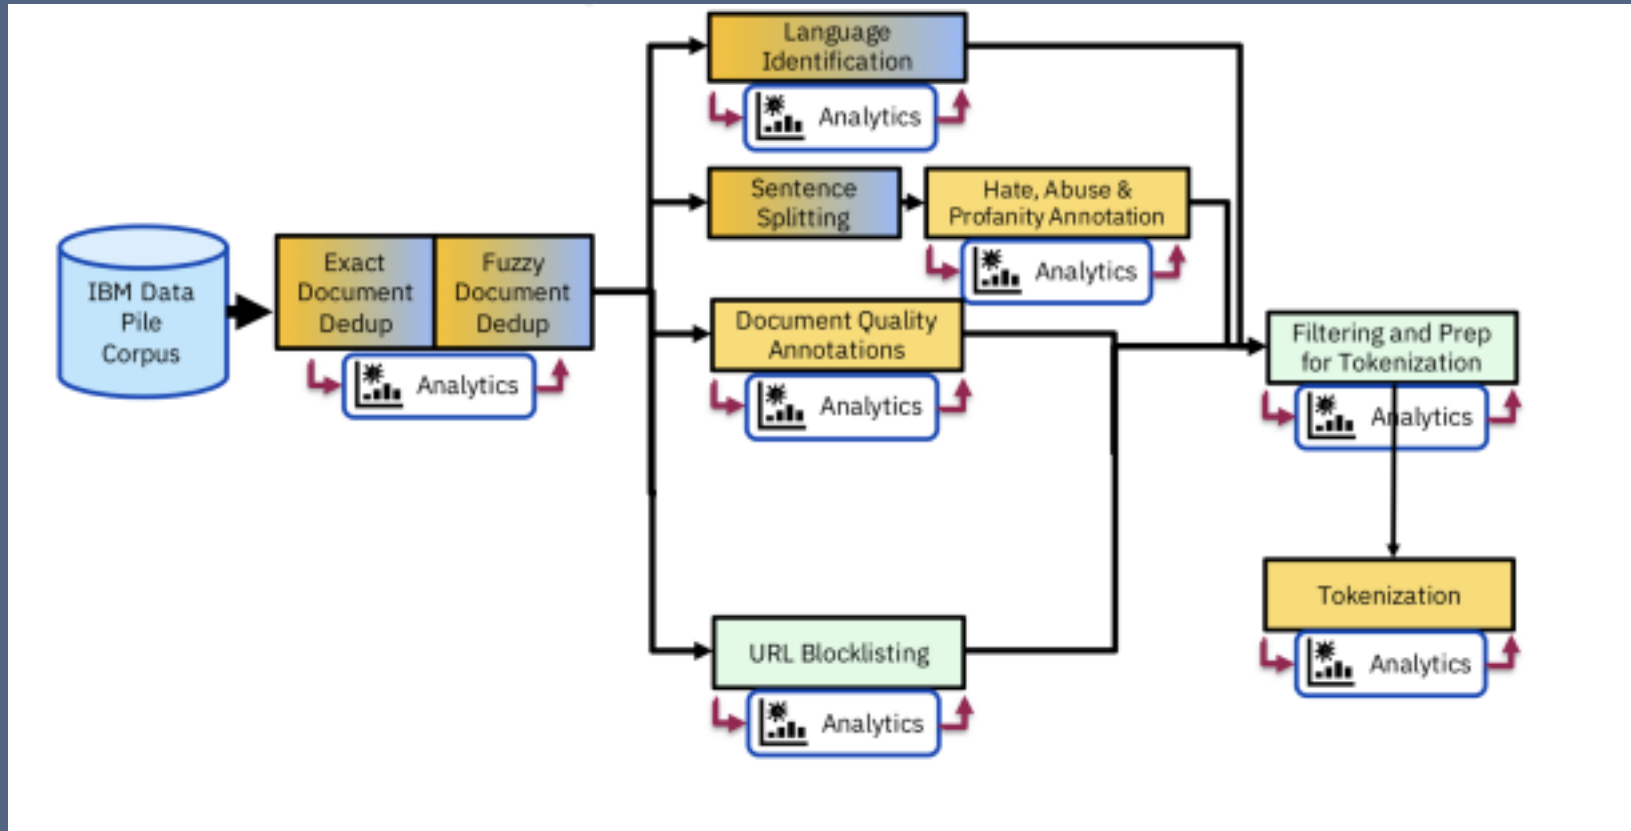 Language
Identification
Analytics
Sentence
Splitting
Hate, Abuse &
Profanity Annotation
Analytics
IBM Data
Pile
Corpus
Exact
Document
Dedup
Fuzzy
Document
Dedup
Analytics
Document Quality
Annotations
Analytics
Filtering and Prep
for Tokenization
Analytics
URL Blocklisting
Analytics
Tokenization
Analytics